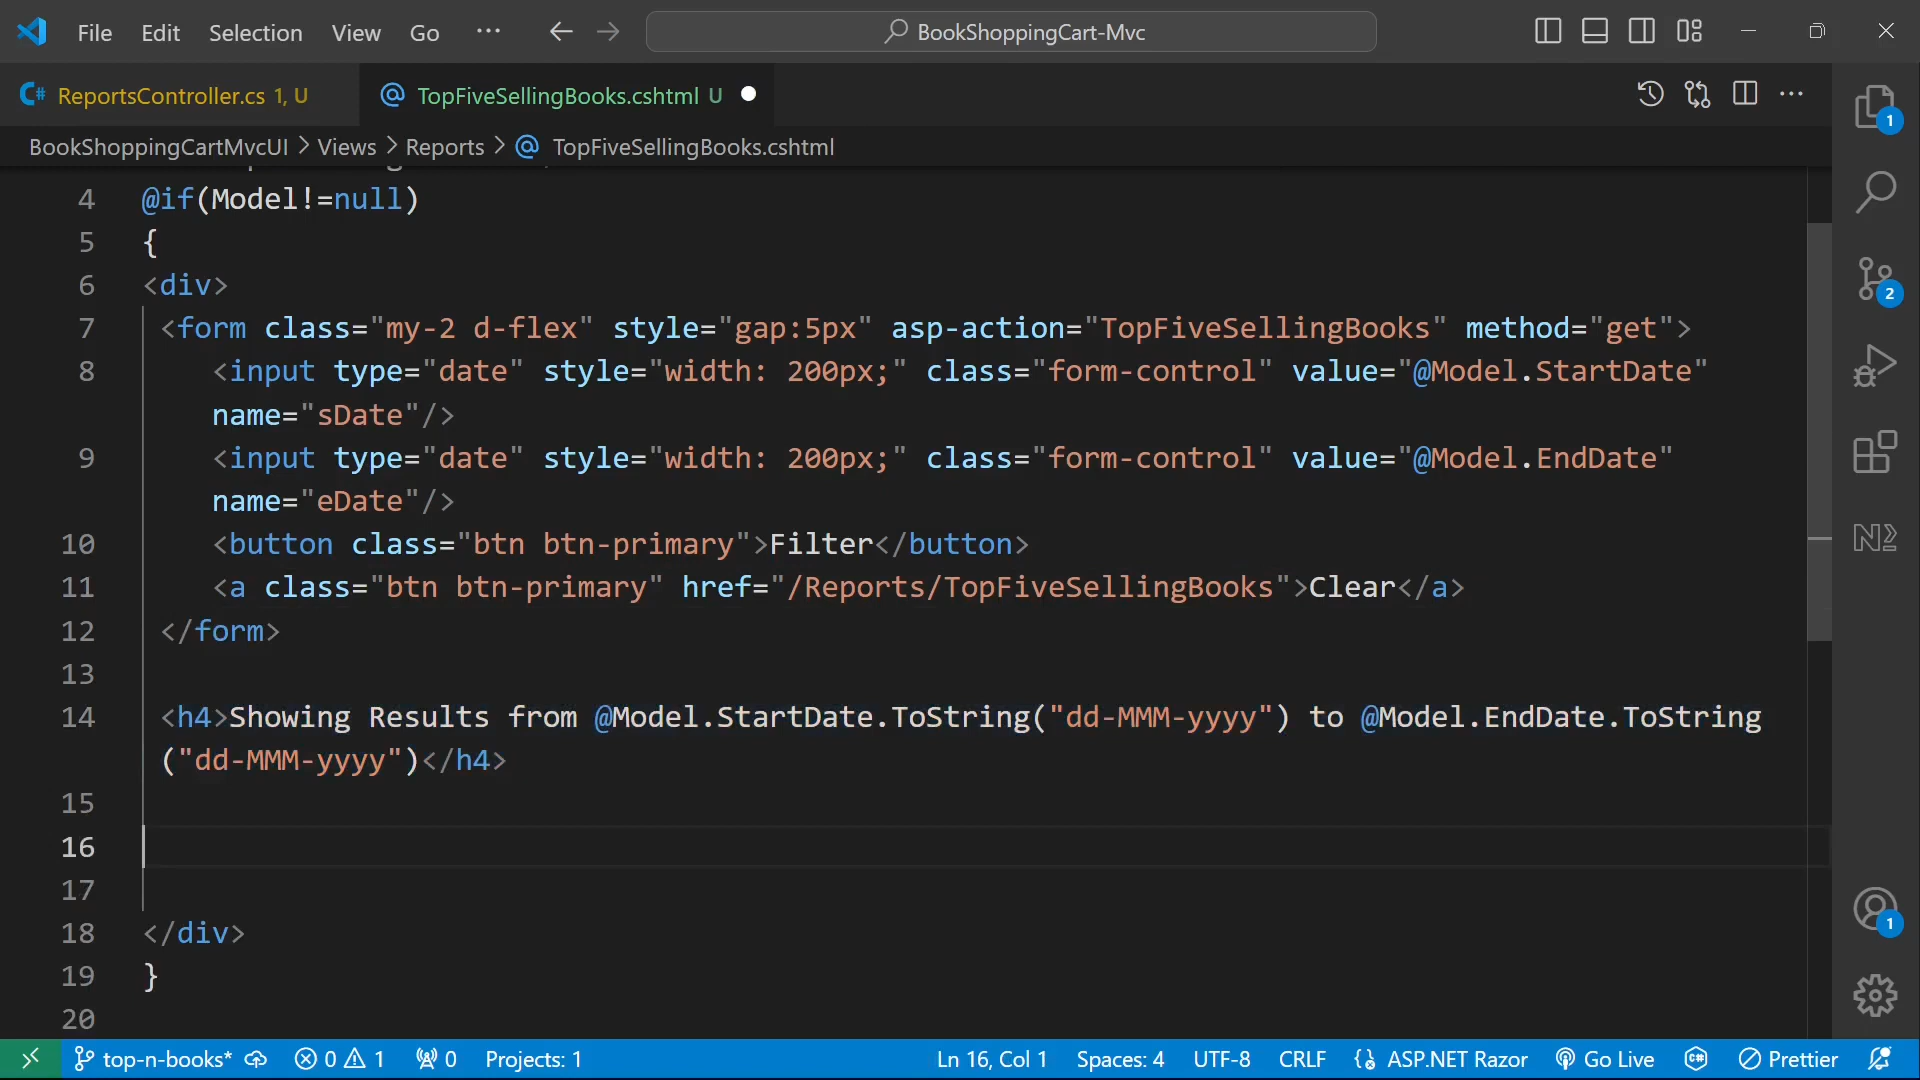 File Edit Selection View Go ··· BookShoppingCart-Mvc
ReportsController.cs 1, U TopFiveSellingBooks.cshtml U
BookShoppingCartMvcUI > Views > Reports > TopFiveSellingBooks.cshtml
4 @if(Model!=null)
5 {
6 <div>
7 <form class="my-2 d-flex" style="gap:5px" asp-action="TopFiveSellingBooks" method="get">
8 <input type="date" style="width: 200px;" class="form-control" value="@Model.StartDate"
name="sDate"/>
9 <input type="date" style="width: 200px;" class="form-control" value="@Model.EndDate"
name="eDate"/>
10 <button class="btn btn-primary">Filter</button>
11 <a class="btn btn-primary" href="/Reports/TopFiveSellingBooks">Clear</a>
12 </form>
13
14 <h4>Showing Results from @Model.StartDate.ToString("dd-MMM-yyyy") to @Model.EndDate.ToString
("dd-MMM-yyyy")</h4>
15
16
17
18 </div>
19 }
20
1
2
1
top-n-books* 0 1 0 Projects: 1 Ln 16, Col 1 Spaces: 4 UTF-8 CRLF ASP.NET Razor Go Live Prettier